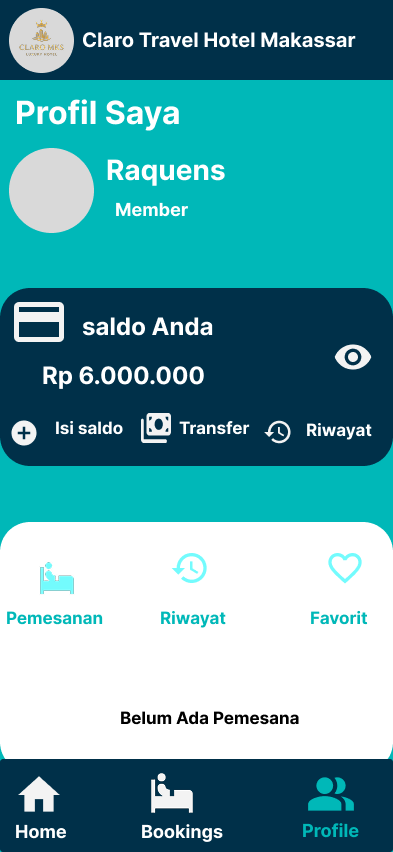 CLARO MKS
LUXURY HOTEL
Claro Travel Hotel Makassar
Profil Saya
Raquens
Member
saldo Anda
Rp 6.000.000
Isi saldo Transfer Riwayat
Pemesanan Riwayat Favorit
Belum Ada Pemesana
Home Bookings Profile